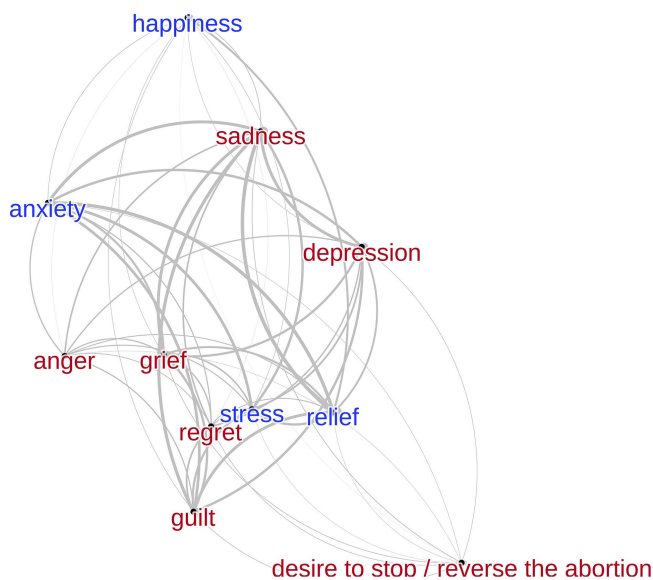 happiness
sadness
anxiety
depression
anger
grief
stress
relief
regret
guilt
desire to stop / reverse the abortion